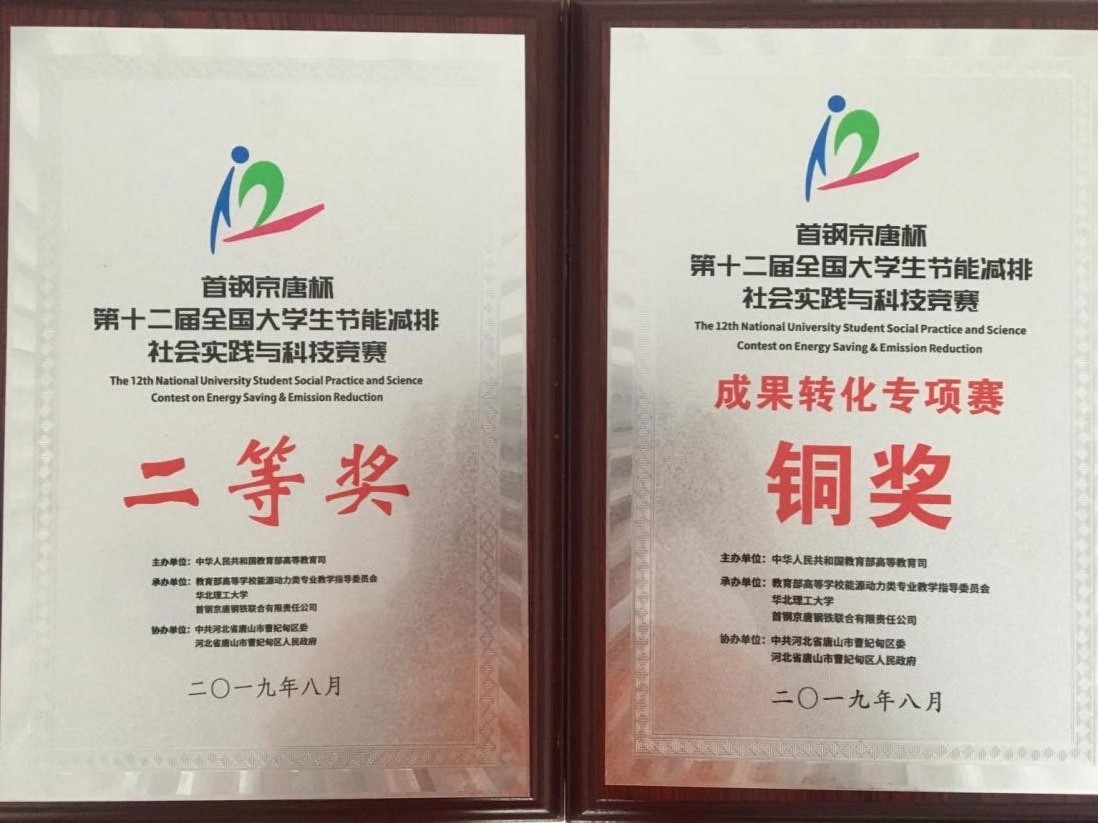 首钢京唐杯
第十二届全国大学生节能减排
社会实践与科技竞赛
The 12th National University Student Social Practice and Science
Contest on Energy Saving & Emission Reduction
二等奖
主办单位：中华人民共和国教育部高等教育司
承办单位：教育部高等学校能源动力类专业教学指导委员会
华北理工大学
首钢京唐钢铁联合有限责任公司
协办单位：中共河北省唐山市曹妃甸区委
河北省唐山市曹妃甸区人民政府
二〇一九年八月
首钢京唐杯
第十二届全国大学生节能减排
社会实践与科技竞赛
The 12th National University Student Social Practice and Science
Contest on Energy Saving & Emission Reduction
成果转化专项赛
铜奖
主办单位：中华人民共和国教育部高等教育司
承办单位：教育部高等学校能源动力类专业教学指导委员会
华北理工大学
首钢京唐钢铁联合有限责任公司
协办单位：中共河北省唐山市曹妃甸区委
河北省唐山市曹妃甸区人民政府
二〇一九年八月